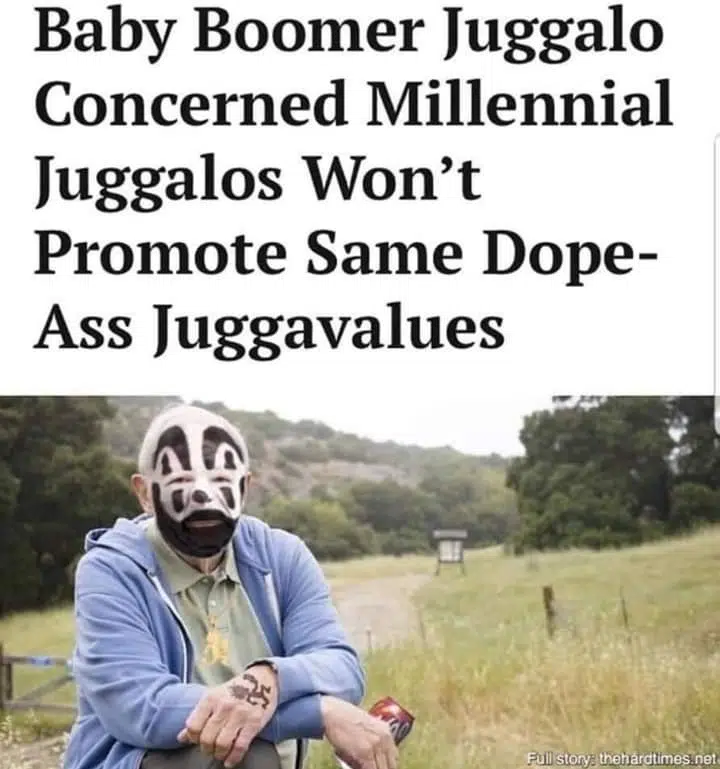 Baby Boomer Juggalo
Concerned Millennial
Juggalos Won't
Promote Same Dope-
Ass Juggavalues
Full story: thehardtimes.net